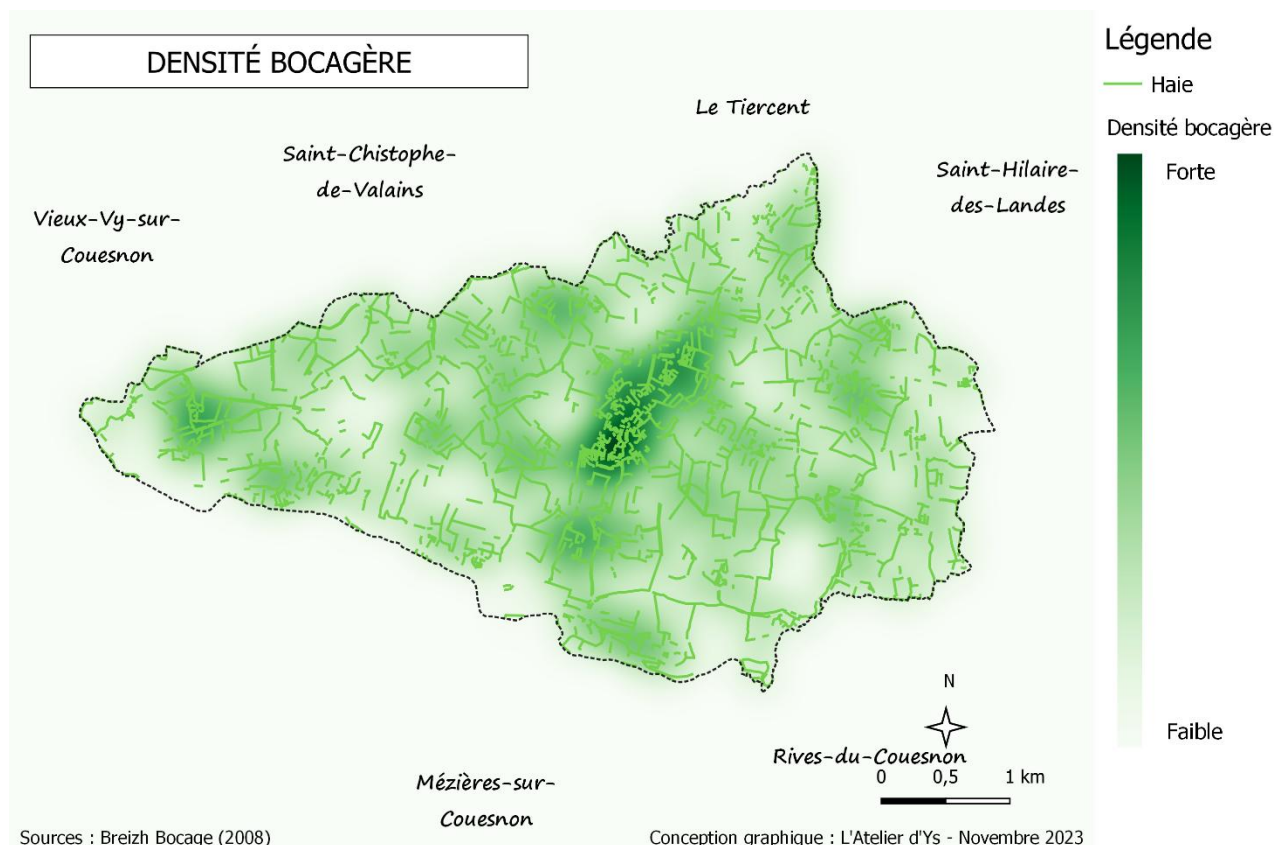 DENSITÉ BOCAGÈRE
Légende
Haie
Densité bocagère
Forte
Faible
Le Tiercent
Saint-Chistophe-
de-Valains
Saint-Hilaire-
des-Landes
Vieux-Vy-sur-
Couesnon
N
Rives-du-Couesnon
0 0,5 1 km
Mézières-sur-
Couesnon
Sources : Breizh Bocage (2008)
Conception graphique : L'Atelier d'Ys - Novembre 2023